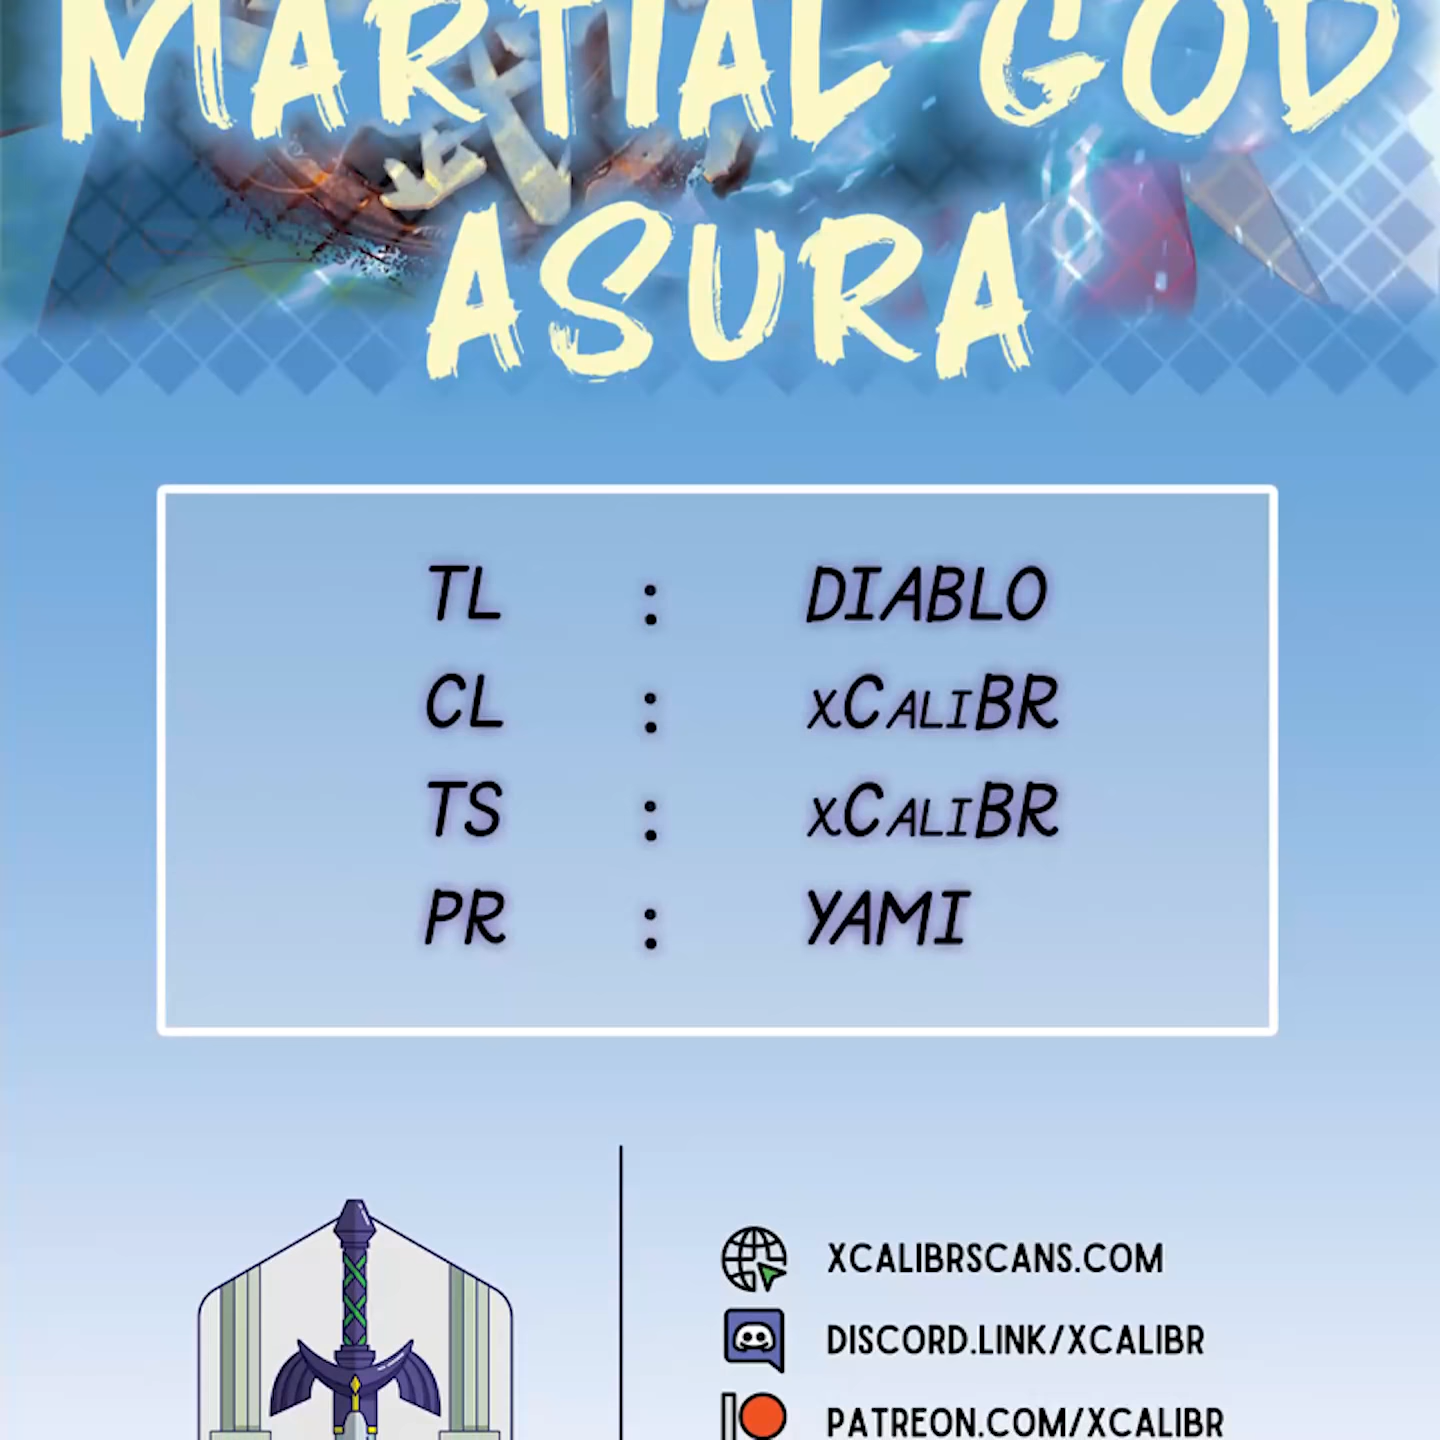 MARTIAL GOD
ASURA
TL : DIABLO
CL : xCALIBR
TS : xCALIBR
PR : YAMI
XCALIBRSCANS.COM
DISCORD.LINK/XCALIBR
PATREON.COM/XCALIBR